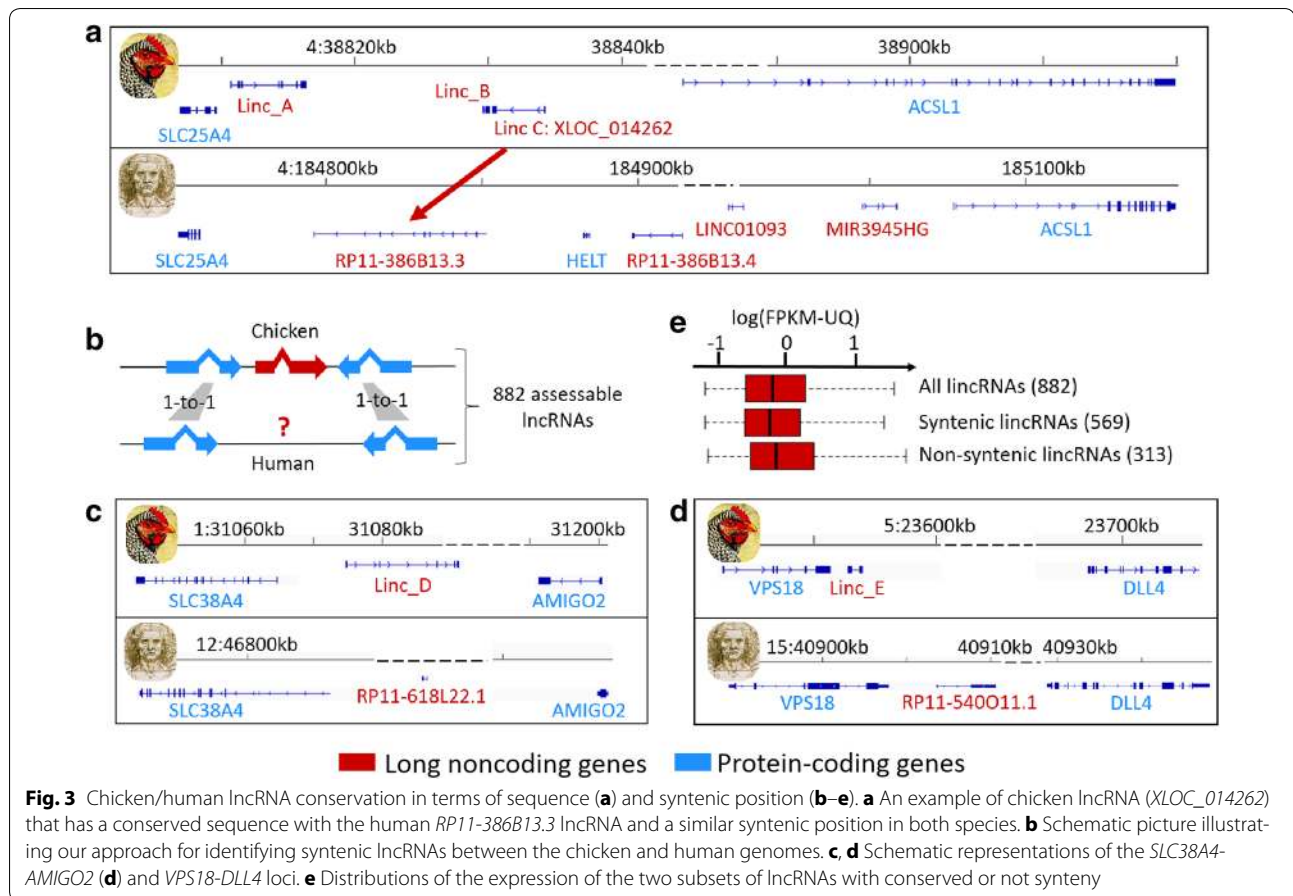 a
4:38820kb 38840kb 38900kb
Linc_A
Linc_B
SLC25A4
Linc C: XLOC_014262
ACSL1
4:184800kb 184900kb 185100kb
LINC01093 MIR3945HG
SLC25A4 RP11-386B13.3 HELT RP11-386B13.4 ACSL1
b
Chicken
1-to-1 1-to-1
?
Human
882 assessable
lncRNAs
e
log(FPKM-UQ)
-1 0 1
All lincRNAs (882)
Syntenic lincRNAs (569)
Non-syntenic lincRNAs (313)
c
1:31060kb 31080kb 31200kb
Linc_D
SLC38A4 AMIGO2
12:46800kb
RP11-618L22.1
SLC38A4 AMIGO2
d
5:23600kb 23700kb
VPS18 Linc_E DLL4
15:40900kb 40910kb 40930kb
VPS18 RP11-540O11.1 DLL4
Long noncoding genes Protein-coding genes
Fig. 3 Chicken/human lncRNA conservation in terms of sequence (a) and syntenic position (b–e). a An example of chicken lncRNA (XLOC_014262)
that has a conserved sequence with the human RP11-386B13.3 lncRNA and a similar syntenic position in both species. b Schematic picture illustrat-
ing our approach for identifying syntenic lncRNAs between the chicken and human genomes. c, d Schematic representations of the SLC38A4-
AMIGO2 (d) and VPS18-DLL4 loci. e Distributions of the expression of the two subsets of lncRNAs with conserved or not synteny